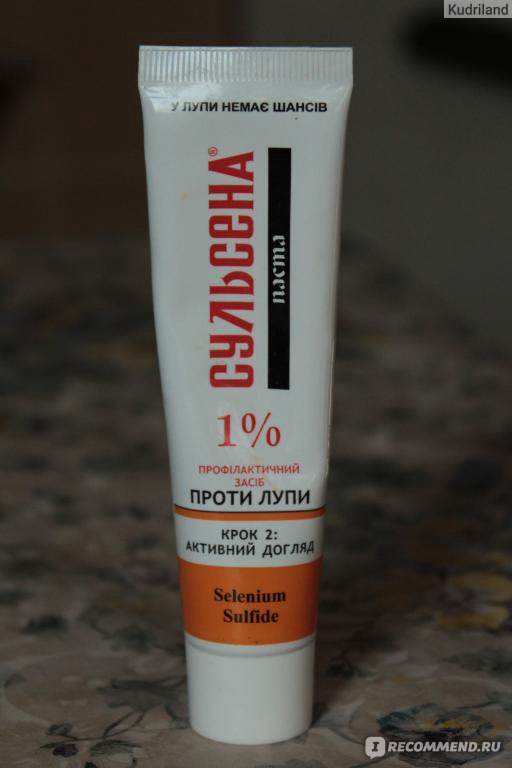 Kudriland
У ЛУПИ НЕМАЄ ШАНСІВ
СУЛЬСЕНА®
паста
1%
ПРОФІЛАКТИЧНИЙ
ЗАСІБ
ПРОТИ ЛУПИ
КРОК 2:
АКТИВНИЙ ДОГЛЯД
Selenium
Sulfide
I RECOMMEND.RU